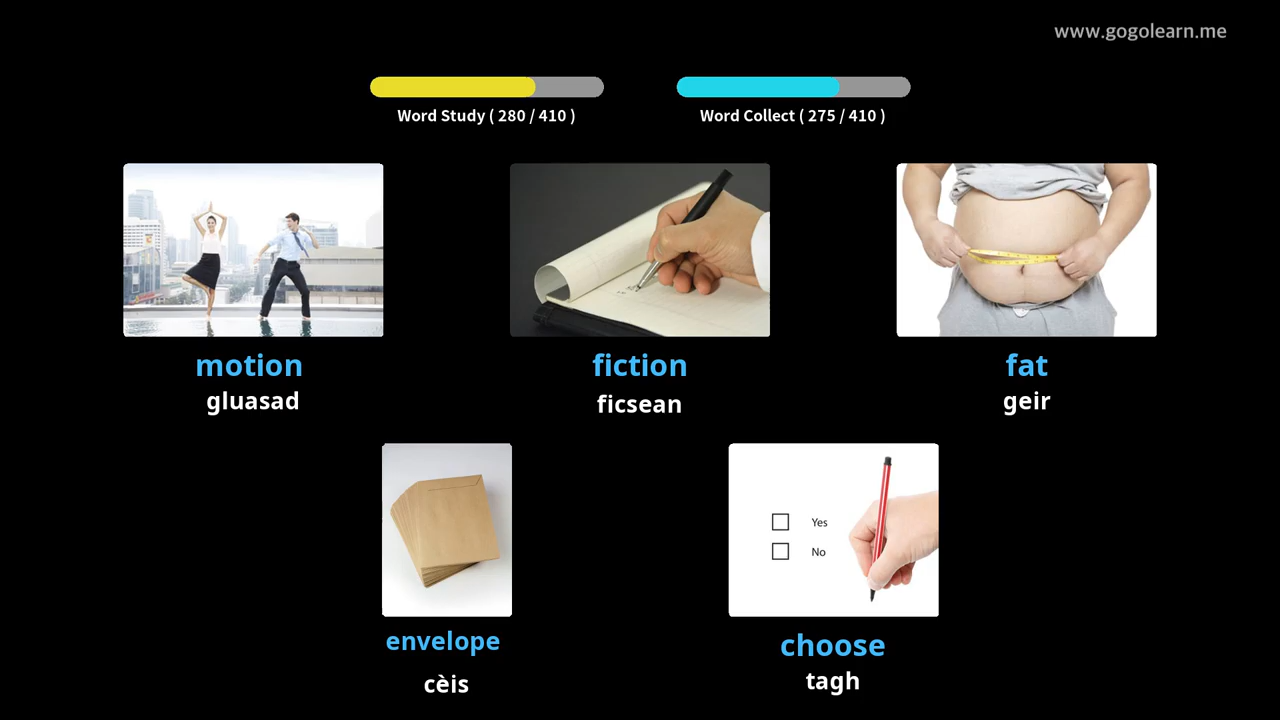 www.gogolearn.me
Word Study ( 280 / 410 )
Word Collect ( 275 / 410 )
motion
gluasad
fiction
ficsean
fat
geir
Yes
No
envelope
cèis
choose
tagh